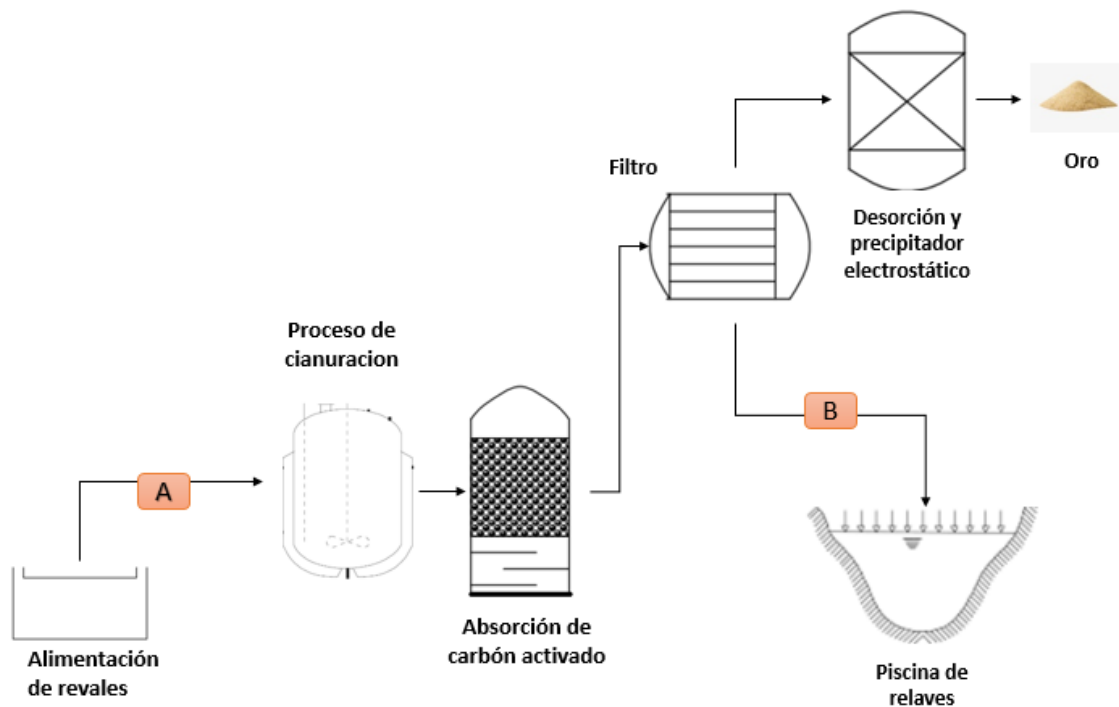 Filtro
Oro
Desorción y
precipitador
electrostático
Proceso de
cianuracion
A
B
Absorción de
carbón activado
Alimentación
de revales
Piscina de
relaves